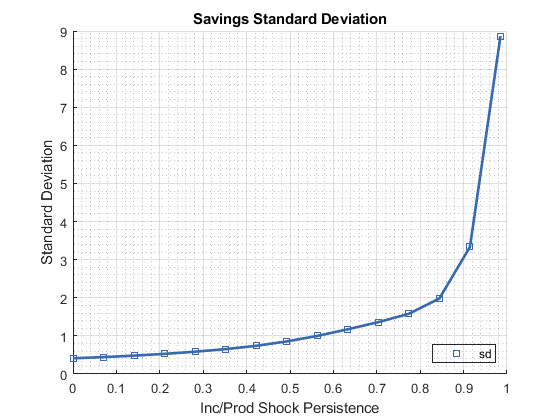 Savings Standard Deviation
Standard Deviation
9
8
7
6
5
4
3
2
1
0
0 0.1 0.2 0.3 0.4 0.5 0.6 0.7 0.8 0.9 1
Inc/Prod Shock Persistence
sd